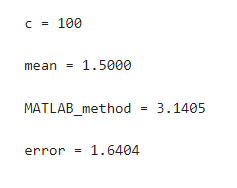 c = 100
mean = 1.5000
MATLAB_method = 3.1405
error = 1.6404